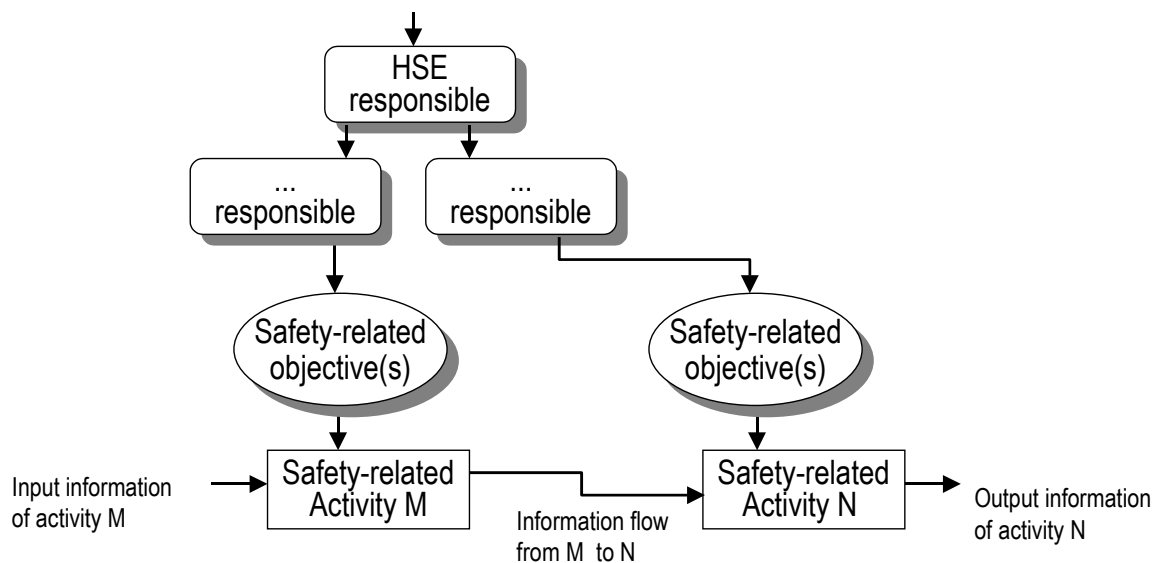 HSE
responsible
...
responsible
...
responsible
Safety-related
objective(s)
Safety-related
objective(s)
Input information
of activity M
Safety-related
Activity M
Information flow
from M to N
Safety-related
Activity N
Output information
of activity N